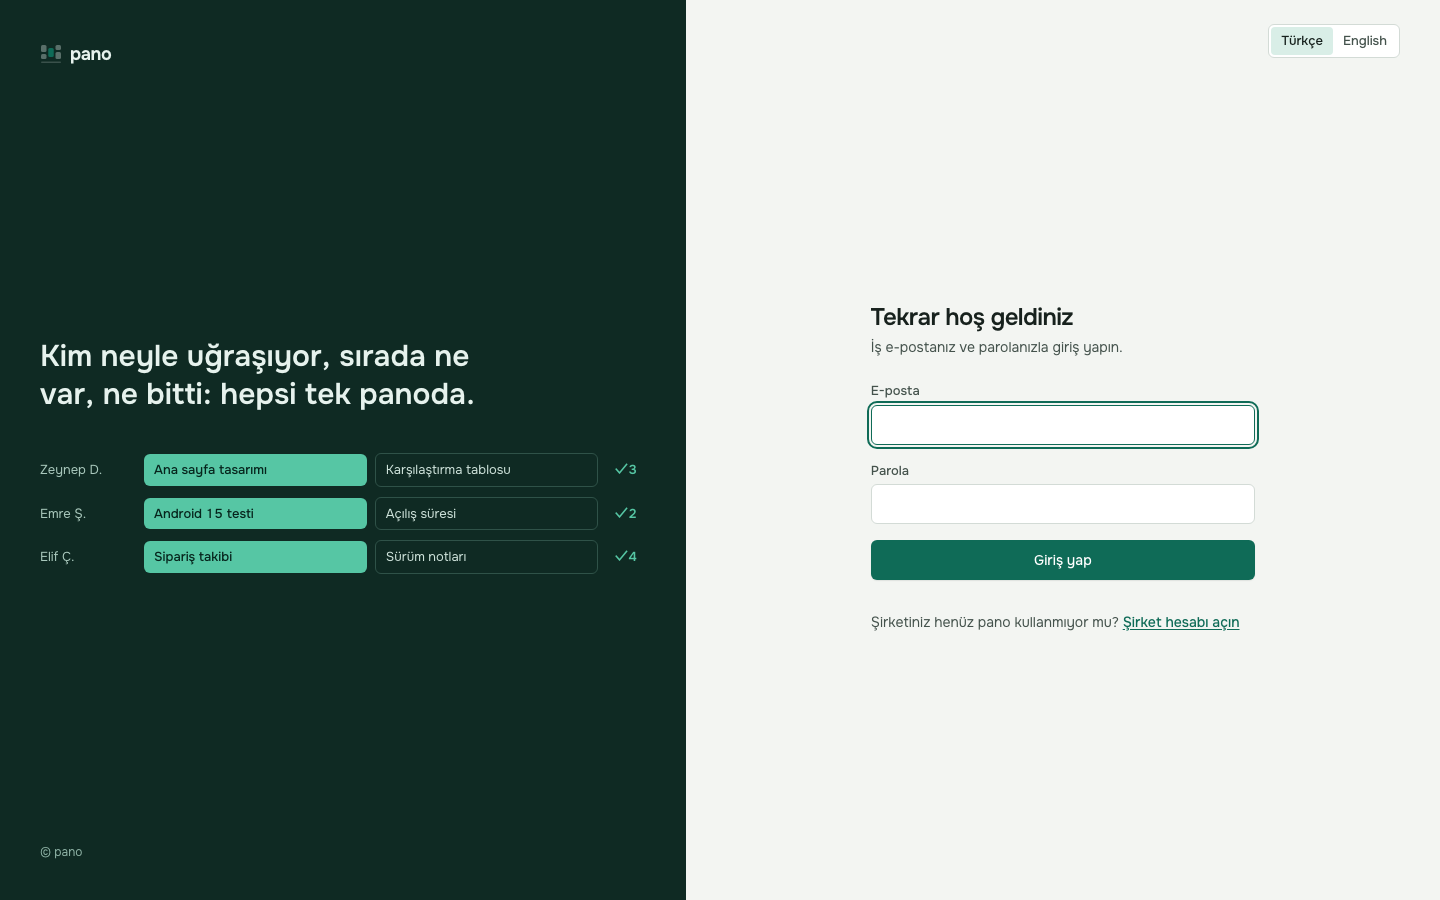 pano
Türkçe English
Kim neyle uğraşıyor, sırada ne
var, ne bitti: hepsi tek panoda.
Zeynep D. Ana sayfa tasarımı Karşılaştırma tablosu ✓3
Emre Ş. Android 15 testi Açılış süresi ✓2
Elif Ç. Sipariş takibi Sürüm notları ✓4
© pano
Tekrar hoş geldiniz
İş e-postanız ve parolanızla giriş yapın.
E-posta
Parola
Giriş yap
Şirketiniz henüz pano kullanmıyor mu? Şirket hesabı açın